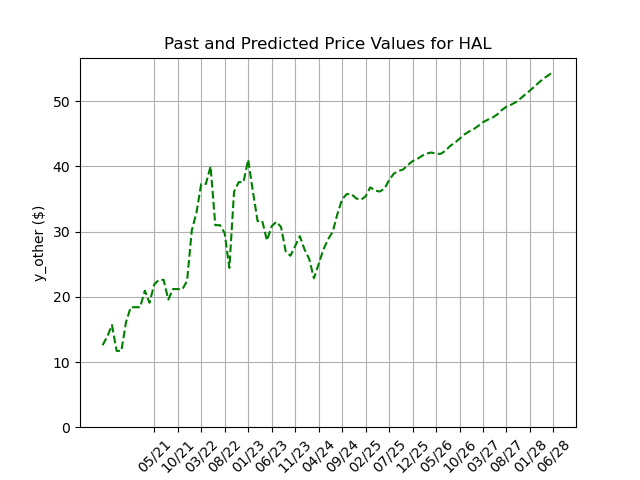 Past and Predicted Price Values for HAL
y_other ($)
50
40
30
20
10
0
05/21 10/21 03/22 08/22 01/23 06/23 11/23 04/24 09/24 02/25 07/25 12/25 05/26 10/26 03/27 08/27 01/28 06/28